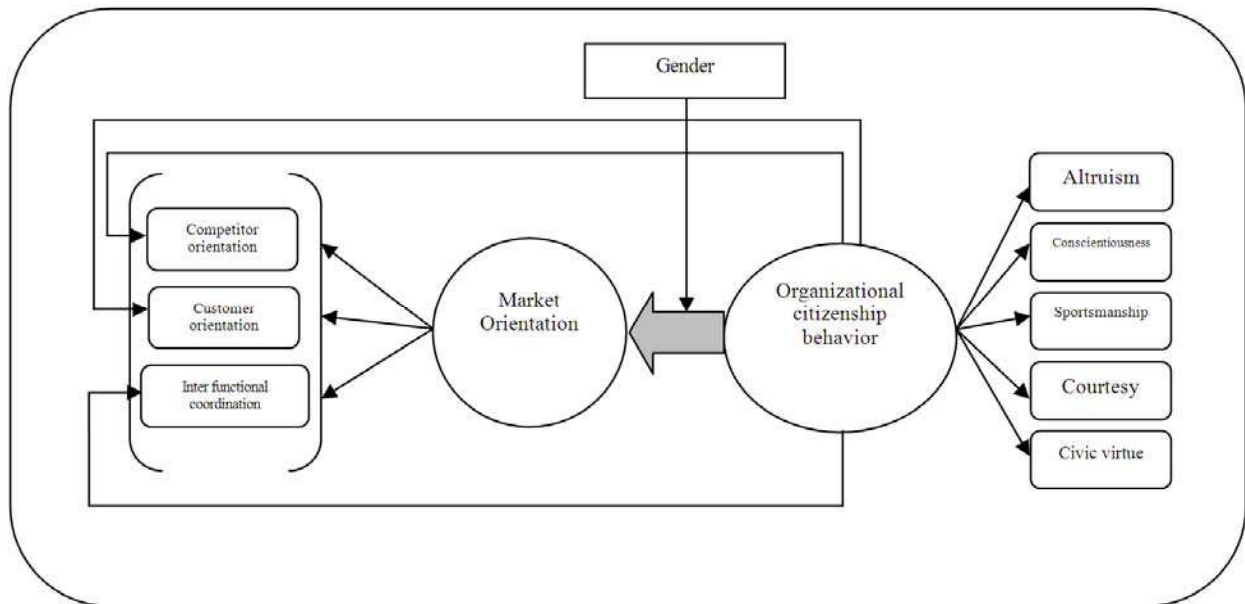 Gender
Competitor
orientation
Customer
orientation
Inter functional
coordination
Market
Orientation
Organizational
citizenship
behavior
Altruism
Conscientiousness
Sportsmanship
Courtesy
Civic virtue